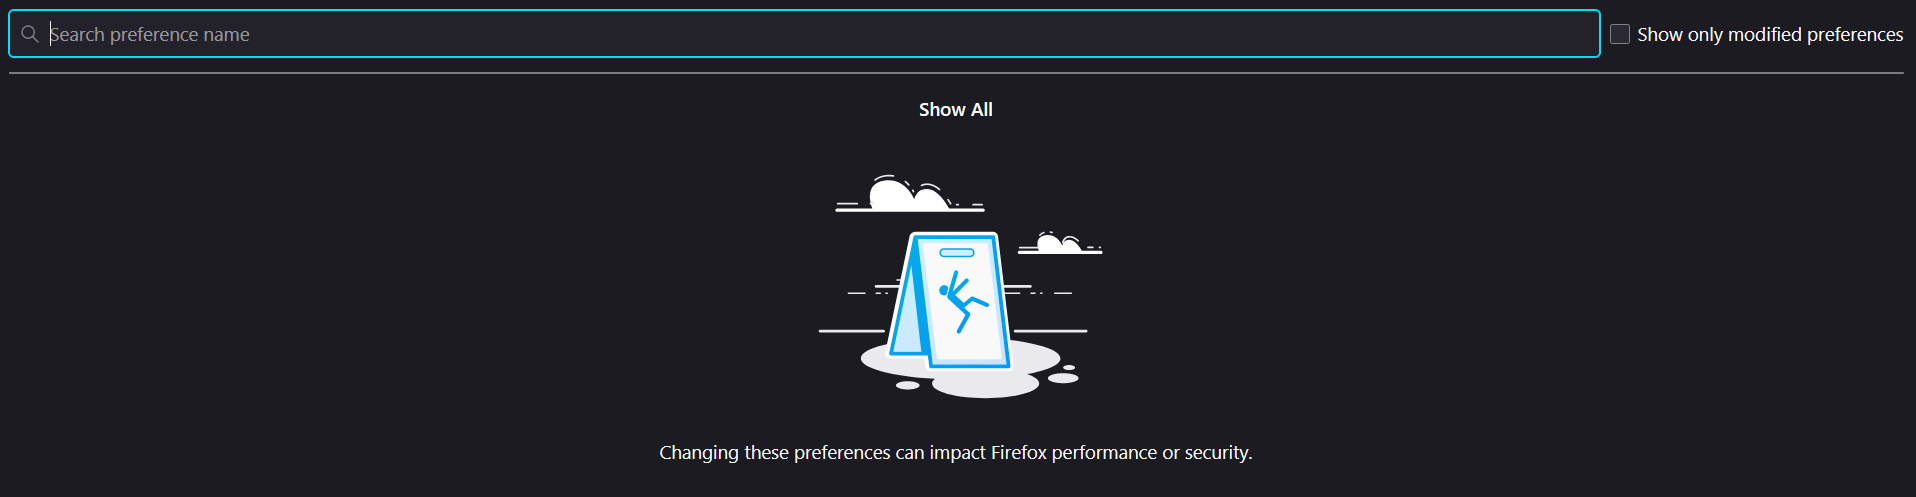 Search preference name
Show only modified preferences
Show All
Changing these preferences can impact Firefox performance or security.